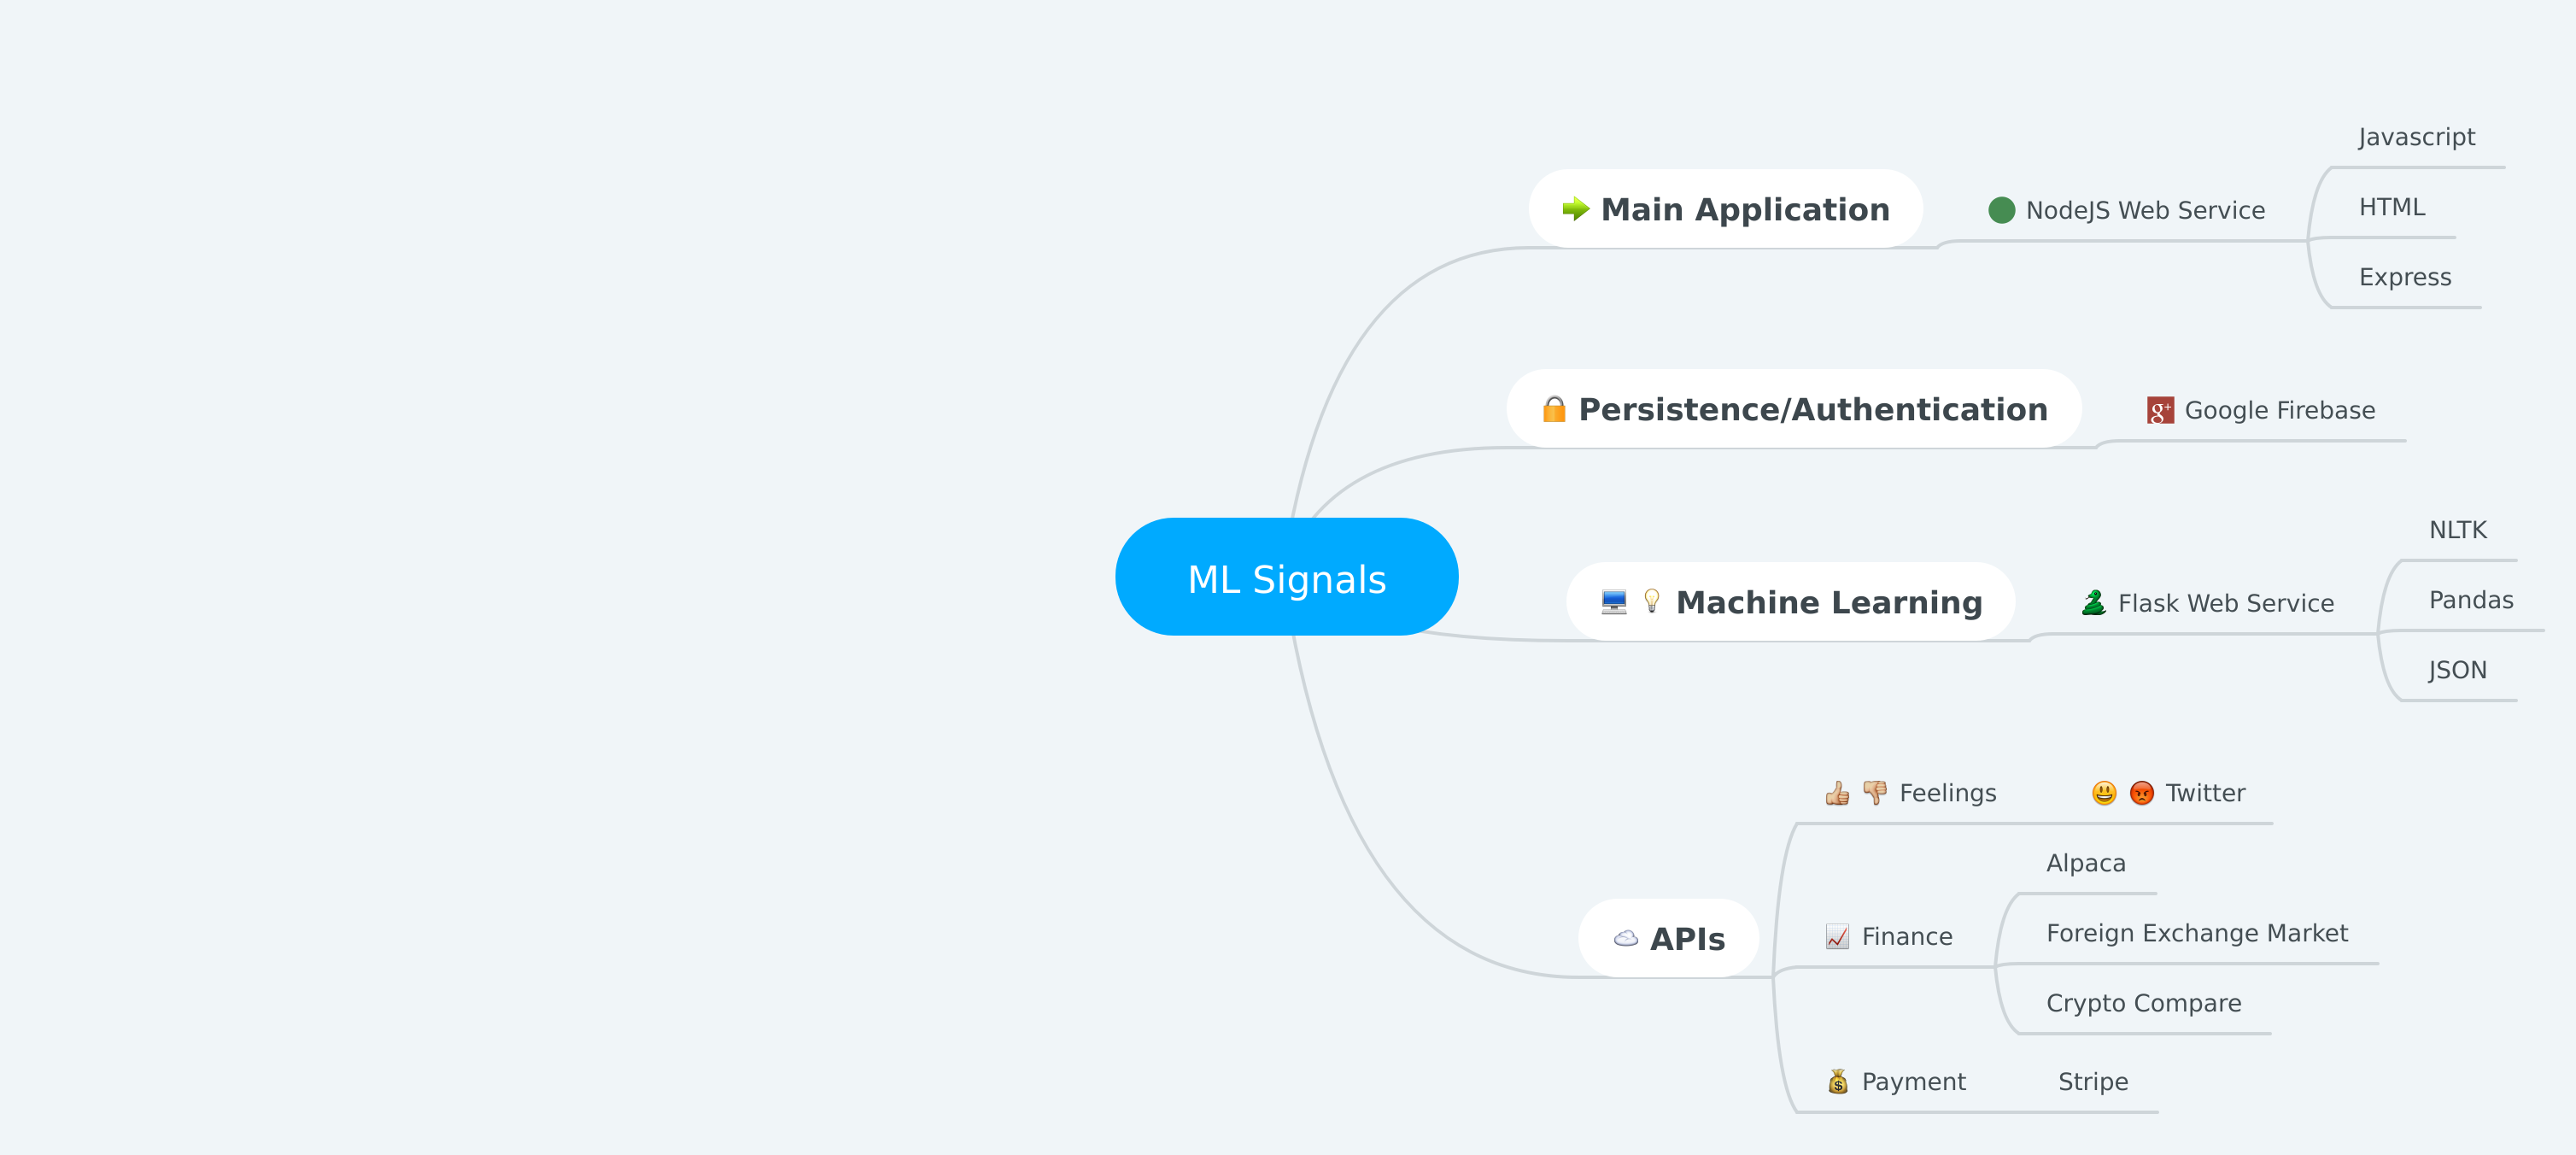 ML Signals
Main Application
NodeJS Web Service
Javascript
HTML
Express
Persistence/Authentication
g+ Google Firebase
Machine Learning
Flask Web Service
NLTK
Pandas
JSON
APIs
Feelings
Twitter
Finance
Alpaca
Foreign Exchange Market
Crypto Compare
$ Payment
Stripe